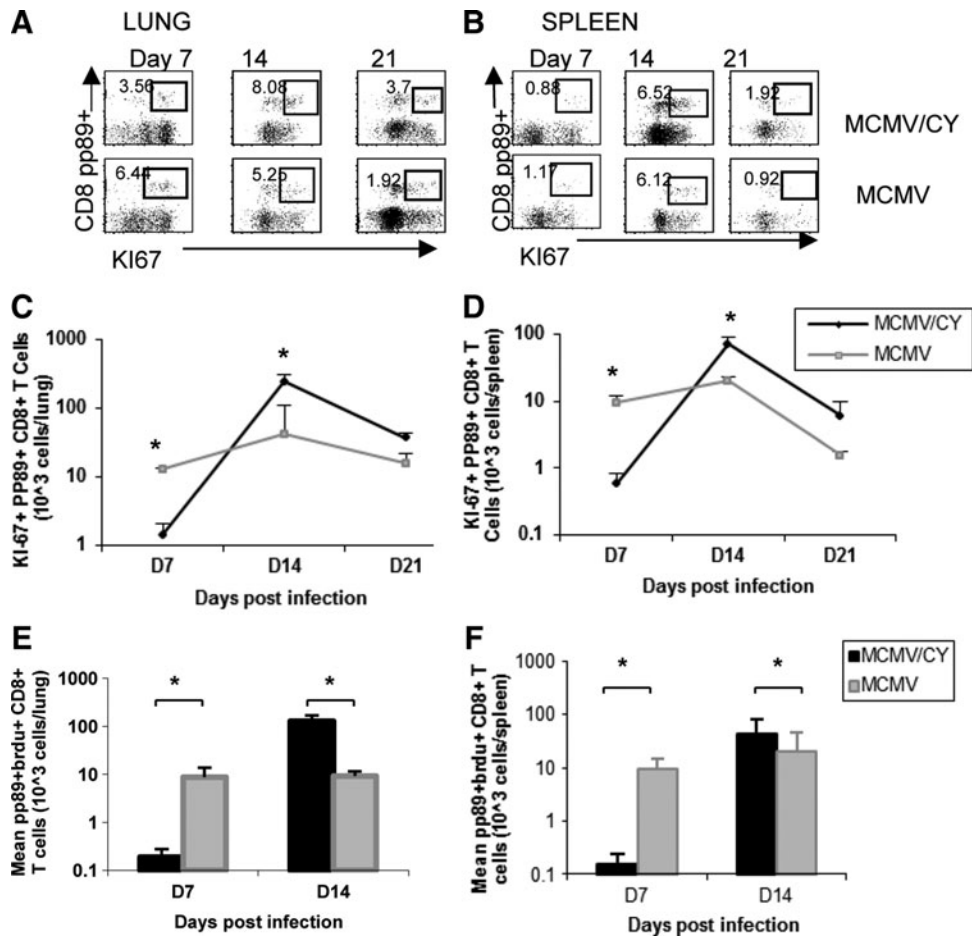 A LUNG
Day 7 14 21
3.56 8.08 3.7
6.44 5.25 1.92
CD8 pp89+
KI67
B SPLEEN
Day 7 14 21
0.88 6.52 1.92
MCMV/CY
1.17 6.12 0.92
MCMV
CD8 pp89+
KI67
C
KI-67+ PP89+ CD8+ T Cells
(10^3 cells/lung)
1000
100
10
1
*
*
D7 D14 D21
Days post infection
D
KI-67+ PP89+ CD8+ T
Cells (10^3 cells/spleen)
100
10
1
0.1
*
*
D7 D14 D21
Days post infection
MCMV/CY
MCMV
E
Mean pp89+brdu+ CD8+
T cells (10^3 cells/lung)
1000
100
10
1
0.1
*
*
D7 D14
Days post infection
F
Mean pp89+brdu+ CD8+ T
cells (10^3 cells/spleen)
1000
100
10
1
0.1
*
*
D7 D14
Days post infection
MCMV/CY
MCMV